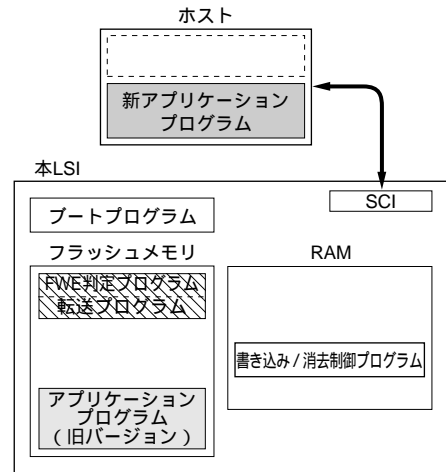 ホスト
新アプリケーション
プログラム
本LSI
SCI
ブートプログラム
フラッシュメモリ
RAM
FWE判定プログラム
転送プログラム
書き込み / 消去制御プログラム
アプリケーション
プログラム
(旧バージョン)